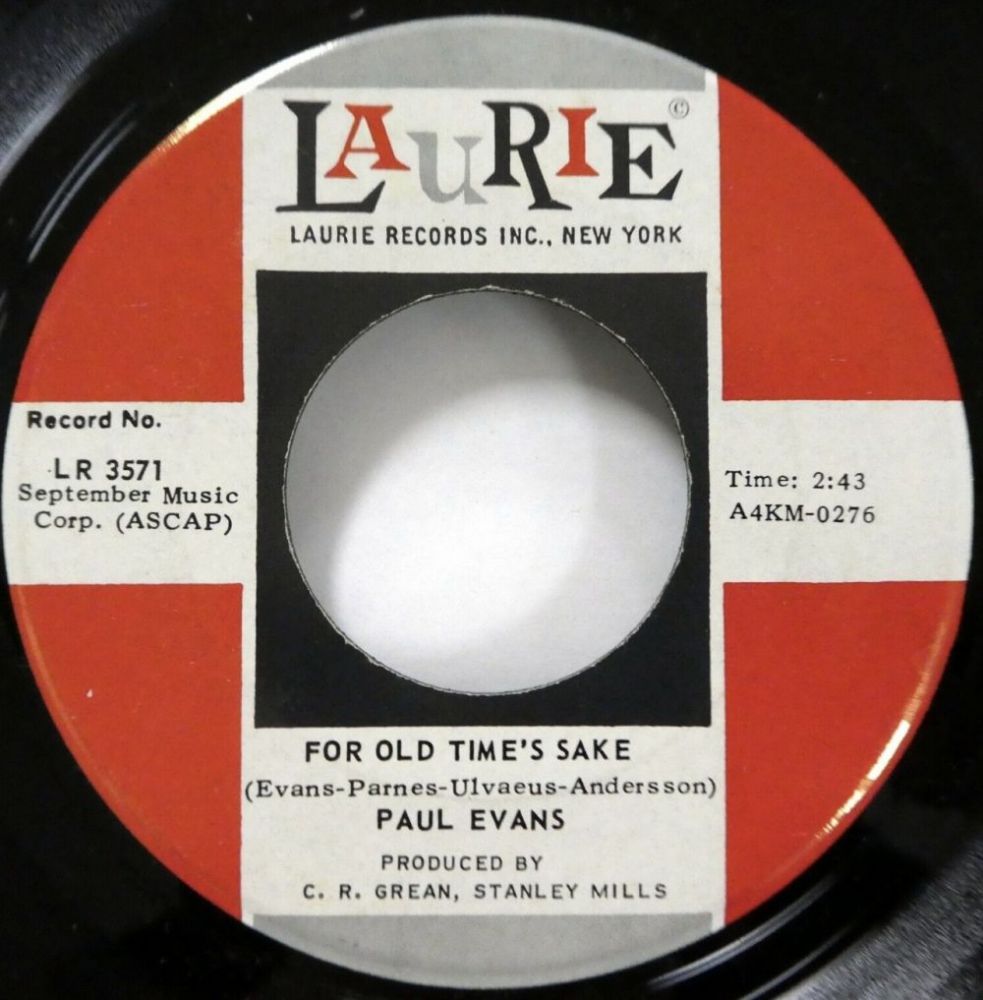 LAuRIE ©
LAURIE RECORDS INC., NEW YORK
Record No.
LR 3571
September Music
Corp. (ASCAP)
Time: 2:43
A4KM-0276
FOR OLD TIME'S SAKE
(Evans-Parnes-Ulvaeus-Andersson)
PAUL EVANS
PRODUCED BY
C. R. GREAN, STANLEY MILLS